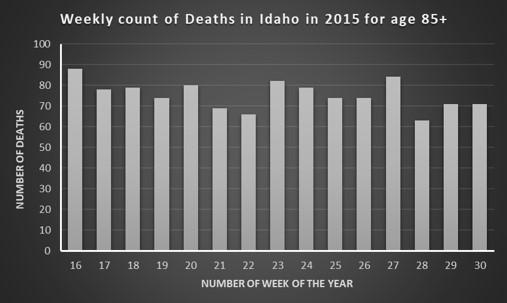 Weekly count of Deaths in Idaho in 2015 for age 85+
100
90
80
70
60
50
40
30
20
10
0
NUMBER OF DEATHS
16 17 18 19 20 21 22 23 24 25 26 27 28 29 30
NUMBER OF WEEK OF THE YEAR